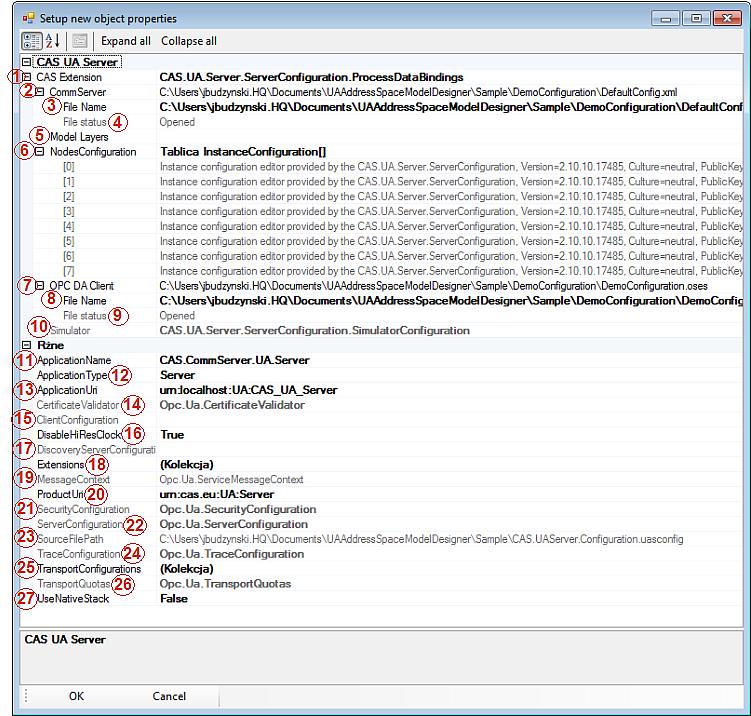 Setup new object properties
Expand all Collapse all
CAS UA Server
1 CAS Extension CAS.UA.Server.ServerConfiguration.ProcessDataBindings
2 CommServer C:\Users\jbudzynski.HQ\Documents\UAAddressSpaceModelDesigner\Sample\DemoConfiguration\DefaultConfig.xml
3 File Name C:\Users\jbudzynski.HQ\Documents\UAAddressSpaceModelDesigner\Sample\DemoConfiguration\DefaultConf
File status 4 Opened
5 Model Layers
6 NodesConfiguration Tablica InstanceConfiguration[]
[0] Instance configuration editor provided by the CAS.UA.Server.ServerConfiguration, Version=2.10.10.17485, Culture=neutral, PublicKey
[1] Instance configuration editor provided by the CAS.UA.Server.ServerConfiguration, Version=2.10.10.17485, Culture=neutral, PublicKey
[2] Instance configuration editor provided by the CAS.UA.Server.ServerConfiguration, Version=2.10.10.17485, Culture=neutral, PublicKey
[3] Instance configuration editor provided by the CAS.UA.Server.ServerConfiguration, Version=2.10.10.17485, Culture=neutral, PublicKey
[4] Instance configuration editor provided by the CAS.UA.Server.ServerConfiguration, Version=2.10.10.17485, Culture=neutral, PublicKey
[5] Instance configuration editor provided by the CAS.UA.Server.ServerConfiguration, Version=2.10.10.17485, Culture=neutral, PublicKey
[6] Instance configuration editor provided by the CAS.UA.Server.ServerConfiguration, Version=2.10.10.17485, Culture=neutral, PublicKey
[7] Instance configuration editor provided by the CAS.UA.Server.ServerConfiguration, Version=2.10.10.17485, Culture=neutral, PublicKey
7 OPC DA Client C:\Users\jbudzynski.HQ\Documents\UAAddressSpaceModelDesigner\Sample\DemoConfiguration\DemoConfiguration.oses
8 File Name C:\Users\jbudzynski.HQ\Documents\UAAddressSpaceModelDesigner\Sample\DemoConfiguration\DemoConfig
File status 9 Opened
10 Simulator CAS.UA.Server.ServerConfiguration.SimulatorConfiguration
Rżne
11 ApplicationName CAS.CommServer.UA.Server
ApplicationType 12 Server
13 ApplicationUri urn:localhost:UA:CAS_UA_Server
CertificateValidator 14 Opc.Ua.CertificateValidator
15 ClientConfiguration
DisableHiResClock 16 True
17 DiscoveryServerConfigurati
Extensions 18 (Kolekcja)
19 MessageContext Opc.Ua.ServiceMessageContext
ProductUri 20 urn:cas.eu:UA:Server
21 SecurityConfiguration Opc.Ua.SecurityConfiguration
ServerConfiguration 22 Opc.Ua.ServerConfiguration
23 SourceFilePath C:\Users\jbudzynski.HQ\Documents\UAAddressSpaceModelDesigner\Sample\CAS.UAServer.Configuration.uasconfig
TraceConfiguration 24 Opc.Ua.TraceConfiguration
25 TransportConfigurations (Kolekcja)
TransportQuotas 26 Opc.Ua.TransportQuotas
27 UseNativeStack False
CAS UA Server
OK Cancel